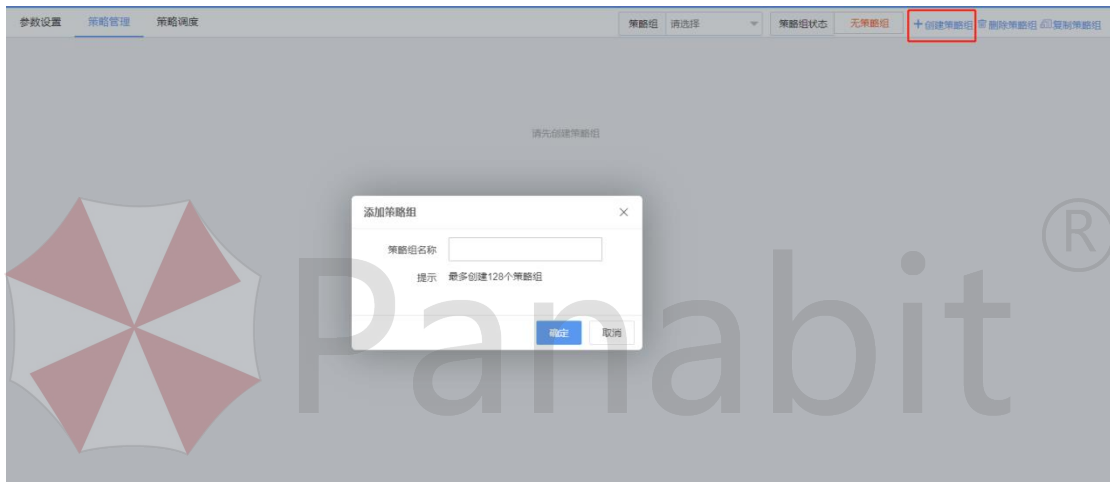 参数设置 策略管理 策略调度 策略组 请选择 策略组状态 无策略组 +创建策略组 删除策略组 复制策略组
请先创建策略组
添加策略组
策略组名称
提示 最多创建128个策略组
确定 取消
Panabit®